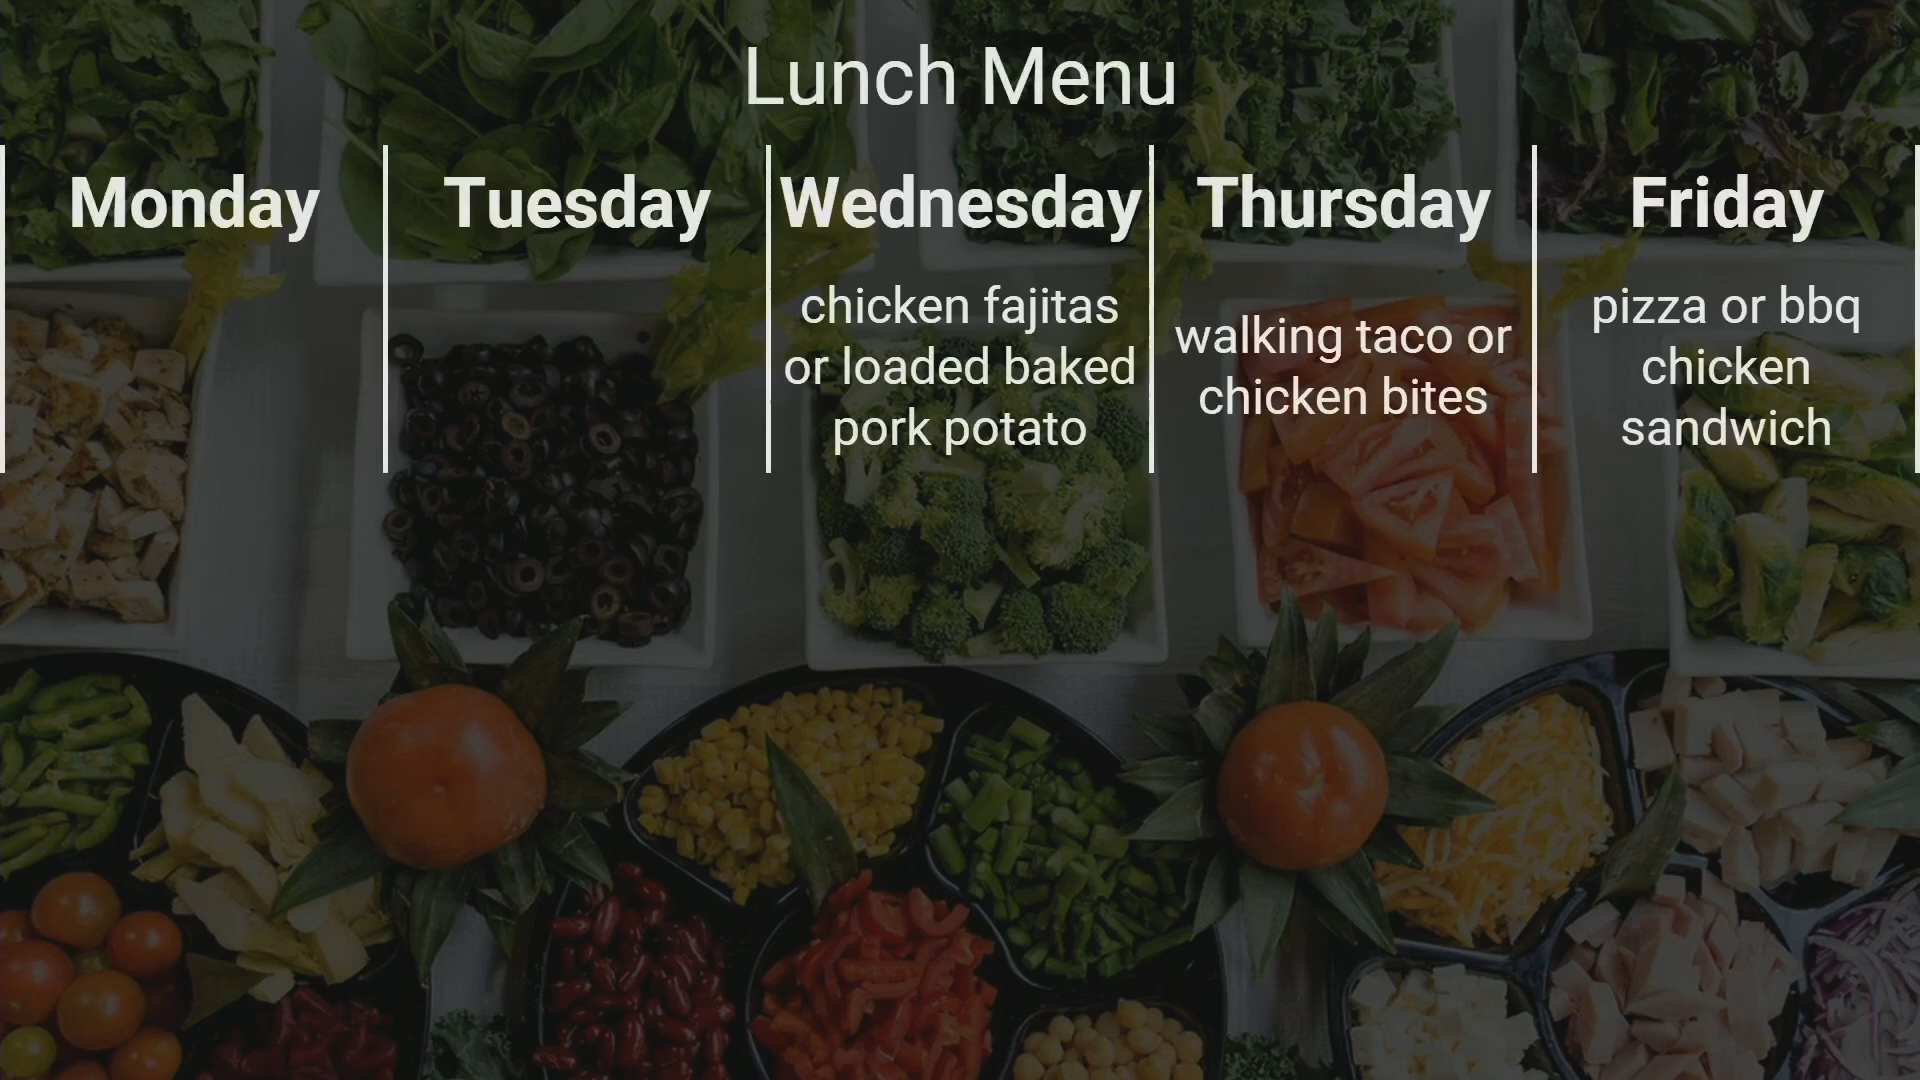 Lunch Menu
Monday
Tuesday
Wednesday
chicken fajitas
or loaded baked
pork potato
Thursday
walking taco or
chicken bites
Friday
pizza or bbq
chicken
sandwich